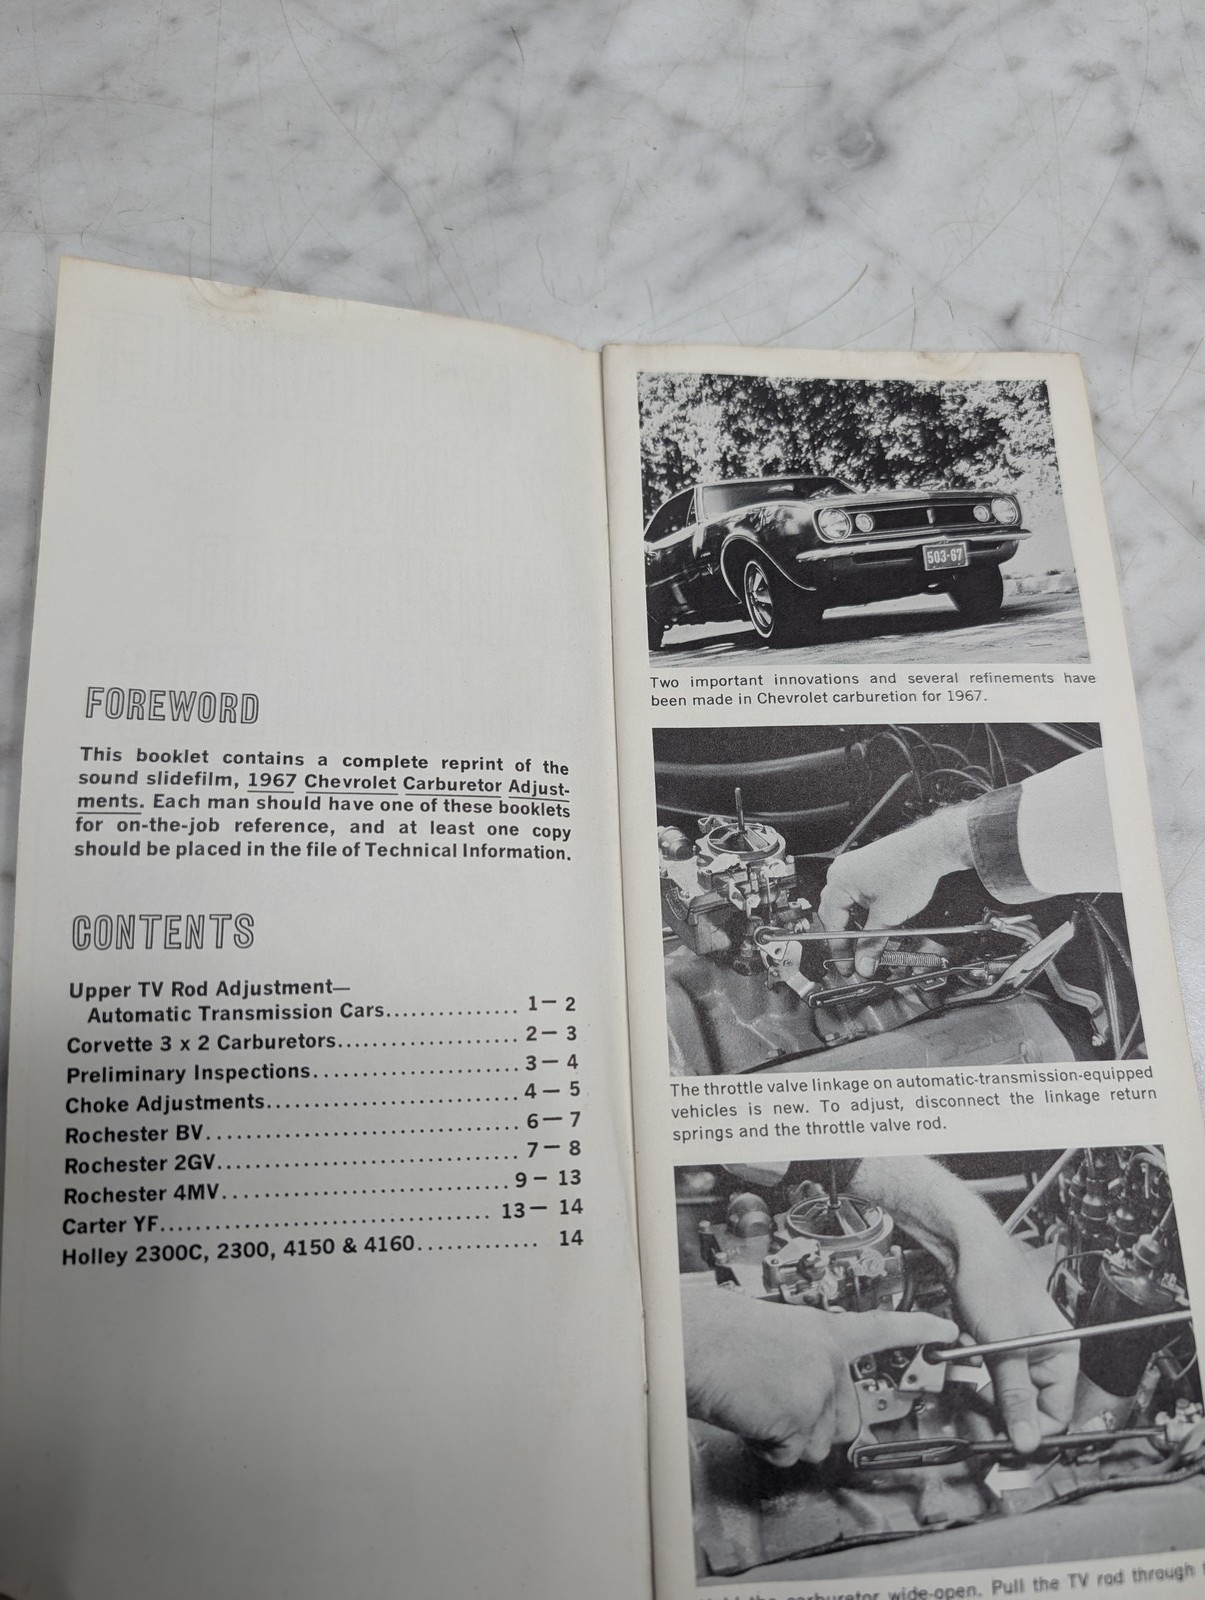 FOREWORD
This booklet contains a complete reprint of the
sound slidefilm, 1967 Chevrolet Carburetor Adjust-
ments. Each man should have one of these booklets
for on-the-job reference, and at least one copy
should be placed in the file of Technical Information.
CONTENTS
Upper TV Rod Adjustment—
Automatic Transmission Cars............... 1— 2
Corvette 3 x 2 Carburetors.................... 2— 3
Preliminary Inspections....................... 3— 4
Choke Adjustments............................ 4— 5
Rochester BV.................................. 6— 7
Rochester 2GV................................. 7— 8
Rochester 4MV............................... 9— 13
Carter YF.................................... 13— 14
Holley 2300C, 2300, 4150 & 4160............. 14
503-67
Two important innovations and several refinements have
been made in Chevrolet carburetion for 1967.
The throttle valve linkage on automatic-transmission-equipped
vehicles is new. To adjust, disconnect the linkage return
springs and the throttle valve rod.
the carburetor wide-open. Pull the TV rod through